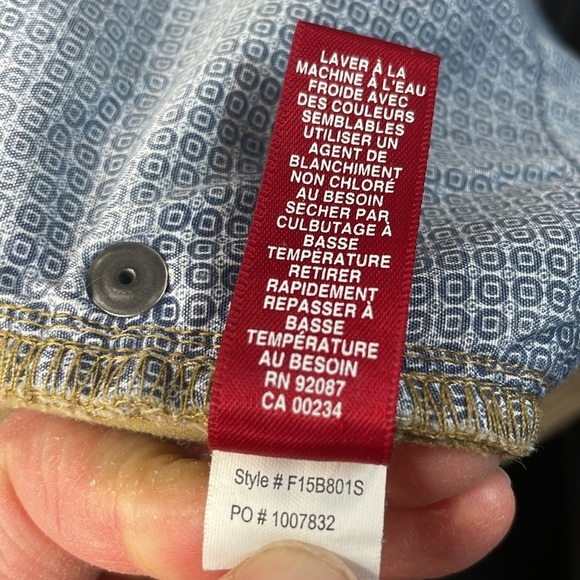 LAVER À LA
MACHINE À L'EAU
FROIDE AVEC
DES COULEURS
SEMBLABLES
UTILISER UN
AGENT DE
BLANCHIMENT
NON CHLORÉ
AU BESOIN
SÉCHER PAR
CULBUTAGE À
BASSE
TEMPÉRATURE
RETIRER
RAPIDEMENT
REPASSER À
BASSE
TEMPÉRATURE
AU BESOIN
RN 92087
CA 00234
Style # F15B801S
PO # 1007832